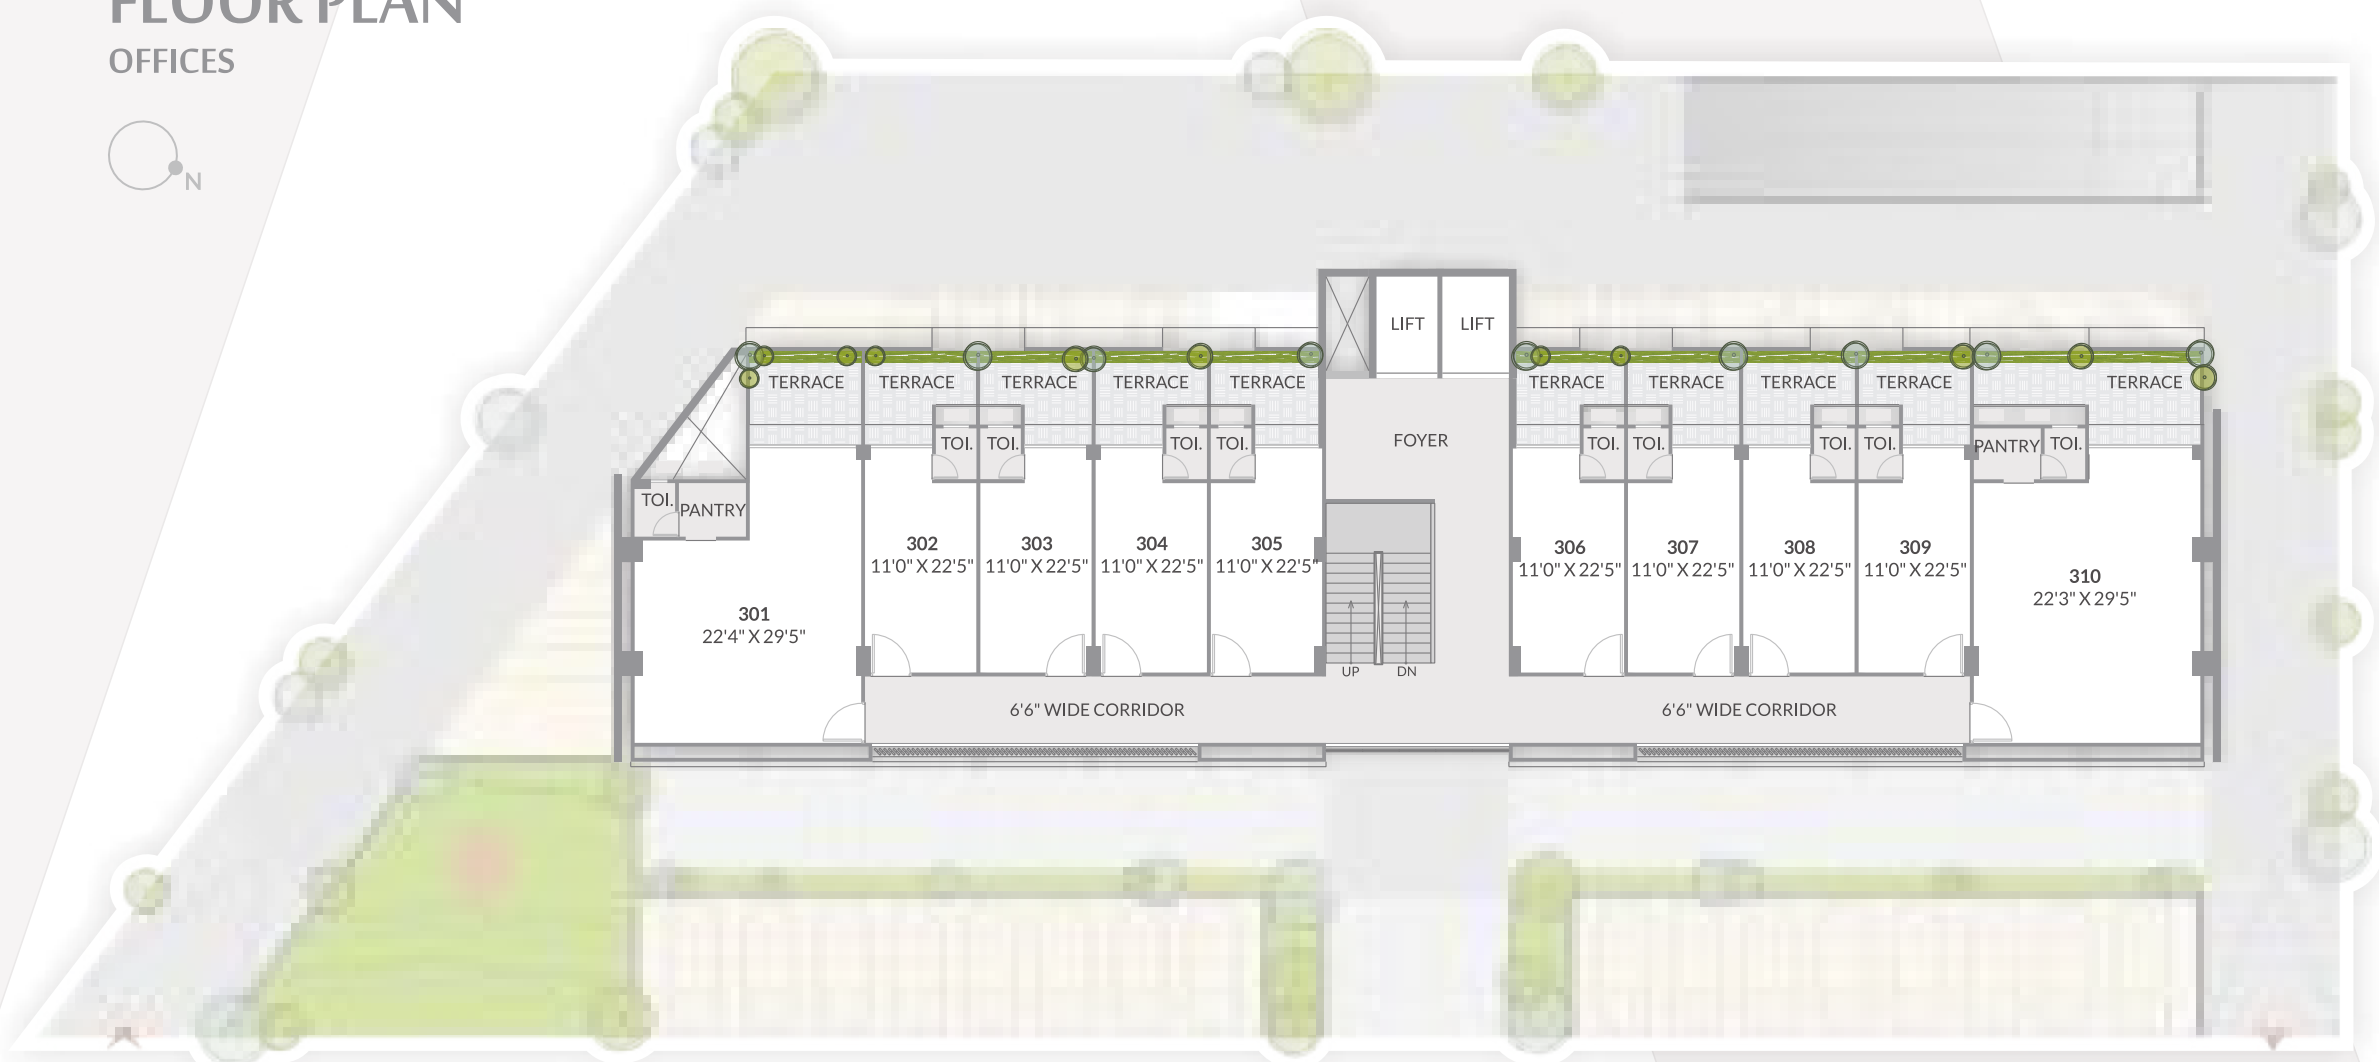 FLOOR PLAN
OFFICES
N
LIFT
LIFT
TERRACE
TERRACE
TERRACE
TERRACE
TERRACE
TERRACE
TERRACE
TERRACE
TERRACE
TERRACE
FOYER
TOI.
TOI.
TOI.
TOI.
TOI.
TOI.
TOI.
TOI.
PANTRY
TOI.
TOI.
PANTRY
302
11'0" X 22'5"
303
11'0" X 22'5"
304
11'0" X 22'5"
305
11'0" X 22'5"
306
11'0" X 22'5"
307
11'0" X 22'5"
308
11'0" X 22'5"
309
11'0" X 22'5"
310
22'3" X 29'5"
301
22'4" X 29'5"
UP
DN
6'6" WIDE CORRIDOR
6'6" WIDE CORRIDOR